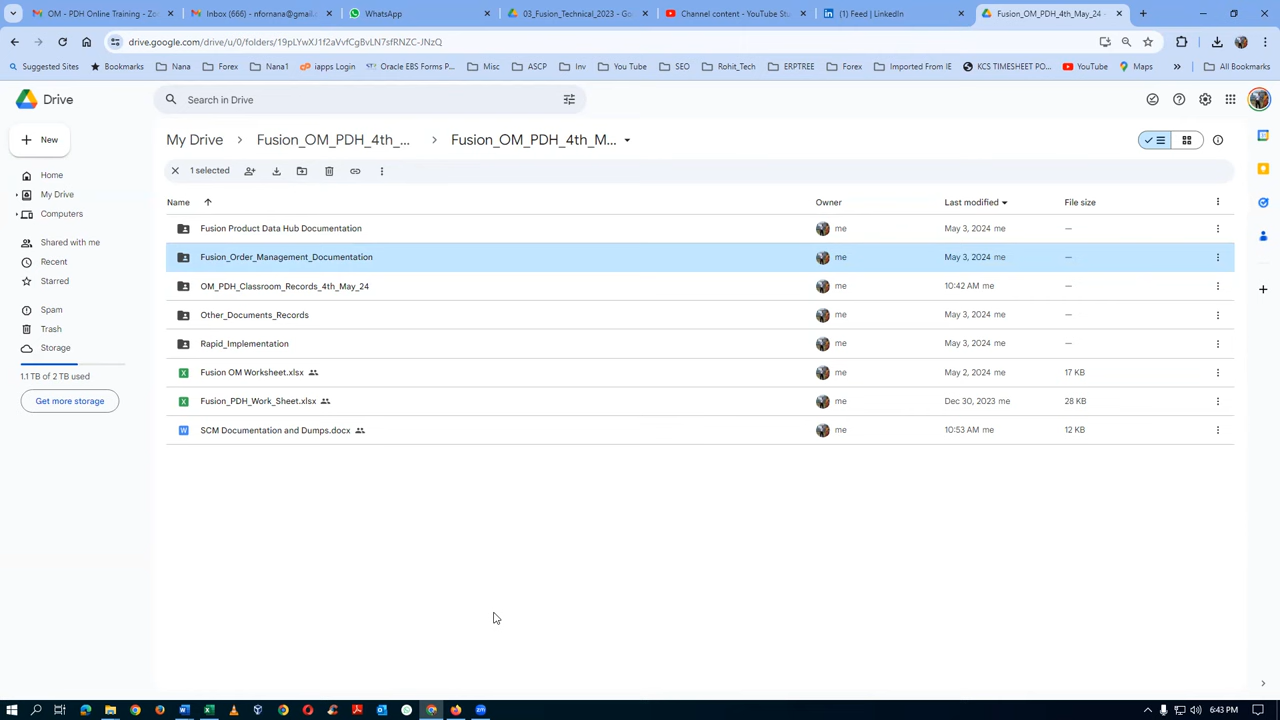 OM - PDH Online Training - Zoo
Inbox (666) - nfornana@gmail.c
WhatsApp
03_Fusion_Technical_2023 - Go
Channel content - YouTube Stu
(1) Feed | LinkedIn
Fusion_OM_PDH_4th_May_24 -
drive.google.com/drive/u/0/folders/19pLYwXJ1f2aVvfCgBvLN7sfRNZC-JNzQ
Suggested Sites
Bookmarks
Nana
Forex
Nana1
iapps Login
Oracle EBS Forms P...
Misc
ASCP
Inv
You Tube
SEO
Rohit_Tech
ERPTREE
Forex
Imported From IE
KCS TIMESHEET PO...
YouTube
Maps
»
All Bookmarks
Drive
Search in Drive
New
My Drive > Fusion_OM_PDH_4th_... > Fusion_OM_PDH_4th_M...
1 selected
Home
My Drive
Computers
Shared with me
Recent
Starred
Spam
Trash
Storage
1.1 TB of 2 TB used
Get more storage
Name Owner Last modified File size
Fusion Product Data Hub Documentation me May 3, 2024 me —
Fusion_Order_Management_Documentation me May 3, 2024 me —
OM_PDH_Classroom_Records_4th_May_24 me 10:42 AM me —
Other_Documents_Records me May 3, 2024 me —
Rapid_Implementation me May 3, 2024 me —
Fusion OM Worksheet.xlsx me May 2, 2024 me 17 KB
Fusion_PDH_Work_Sheet.xlsx me Dec 30, 2023 me 28 KB
SCM Documentation and Dumps.docx me 10:53 AM me 12 KB
6:43 PM